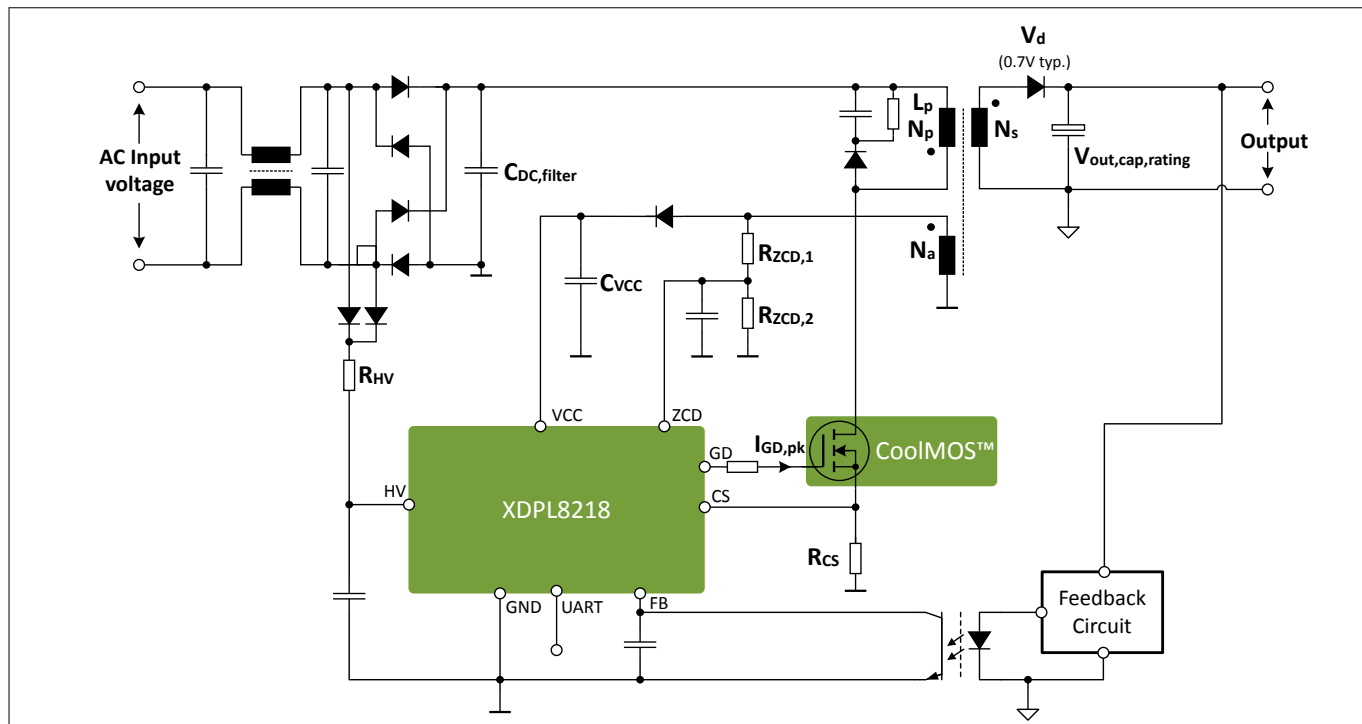 Vd
(0.7V typ.)
Lp
Np
Ns
AC Input
voltage
CDC,filter
Vout,cap,rating
Output
Na
RZCD,1
CVCC
RZCD,2
RHV
VCC
ZCD
GD
IGD,pk
CoolMOS™
HV
CS
XDPL8218
RCS
GND
UART
FB
Feedback
Circuit